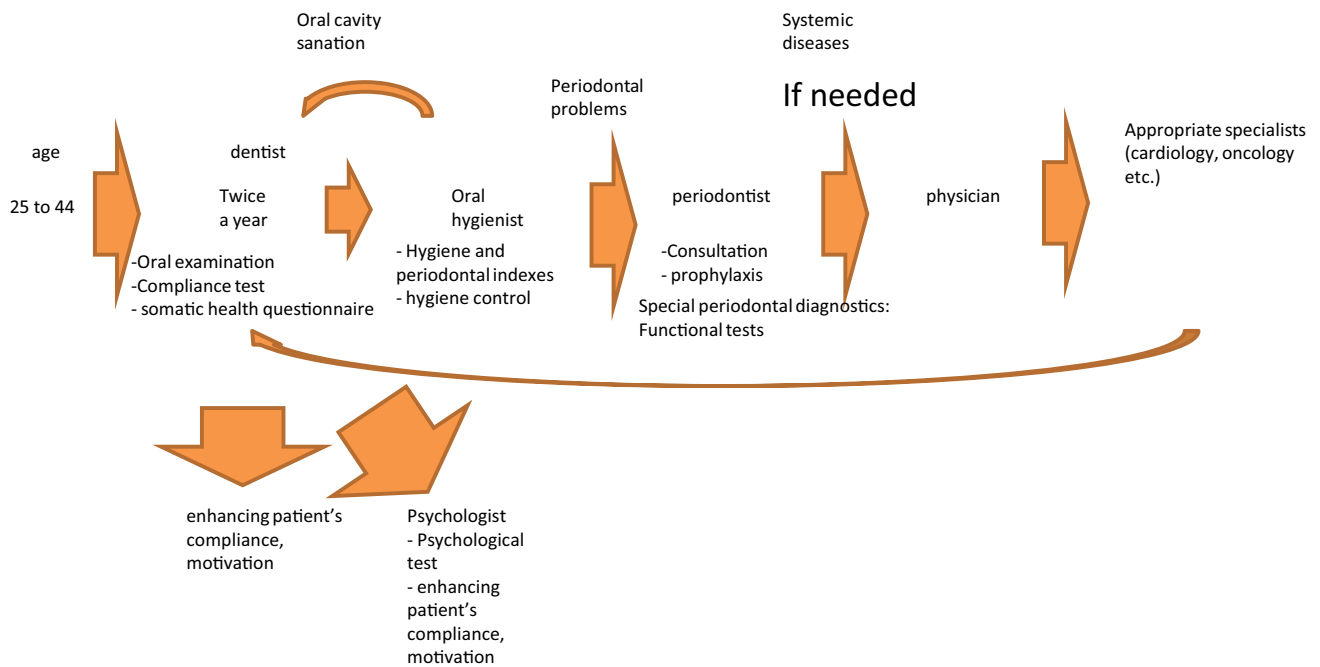 Oral cavity
sanation
Systemic
diseases
Periodontal
problems
If needed
age
25 to 44
dentist
Twice
a year
-Oral examination
-Compliance test
- somatic health questionnaire
Oral
hygienist
- Hygiene and
periodontal indexes
- hygiene control
periodontist
-Consultation
- prophylaxis
Special periodontal diagnostics:
Functional tests
physician
Appropriate specialists
(cardiology, oncology
etc.)
enhancing patient’s
compliance,
motivation
Psychologist
- Psychological
test
- enhancing
patient’s
compliance,
motivation